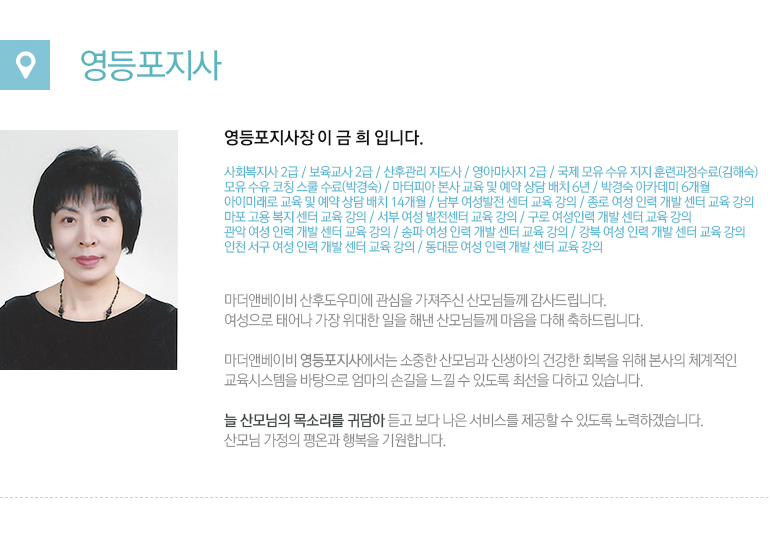 영등포지사
영등포지사장 이 금 희 입니다.
사회복지사 2급 / 보육교사 2급 / 산후관리 지도사 / 영아마사지 2급 / 국제 모유 수유 지지 훈련과정수료(김해숙)
모유 수유 코칭 스쿨 수료(박경숙) / 마터피아 본사 교육 및 예약 상담 배치 6년 / 박경숙 아카데미 6개월
아이미래로 교육 및 예약 상담 배치 14개월 / 남부 여성발전 센터 교육 강의 / 종로 여성 인력 개발 센터 교육 강의
마포 고용 복지 센터 교육 강의 / 서부 여성 발전센터 교육 강의 / 구로 여성인력 개발 센터 교육 강의
관악 여성 인력 개발 센터 교육 강의 / 송파 여성 인력 개발 센터 교육 강의 / 강북 여성 인력 개발 센터 교육 강의
인천 서구 여성 인력 개발 센터 교육 강의 / 동대문 여성 인력 개발 센터 교육 강의
마더앤베이비 산후도우미에 관심을 가져주신 산모님들께 감사드립니다.
여성으로 태어나 가장 위대한 일을 해낸 산모님들께 마음을 다해 축하드립니다.
마더앤베이비 영등포지사에서는 소중한 산모님과 신생아의 건강한 회복을 위해 본사의 체계적인
교육시스템을 바탕으로 엄마의 손길을 느낄 수 있도록 최선을 다하고 있습니다.
늘 산모님의 목소리를 귀담아 듣고 보다 나은 서비스를 제공할 수 있도록 노력하겠습니다.
산모님 가정의 평온과 행복을 기원합니다.